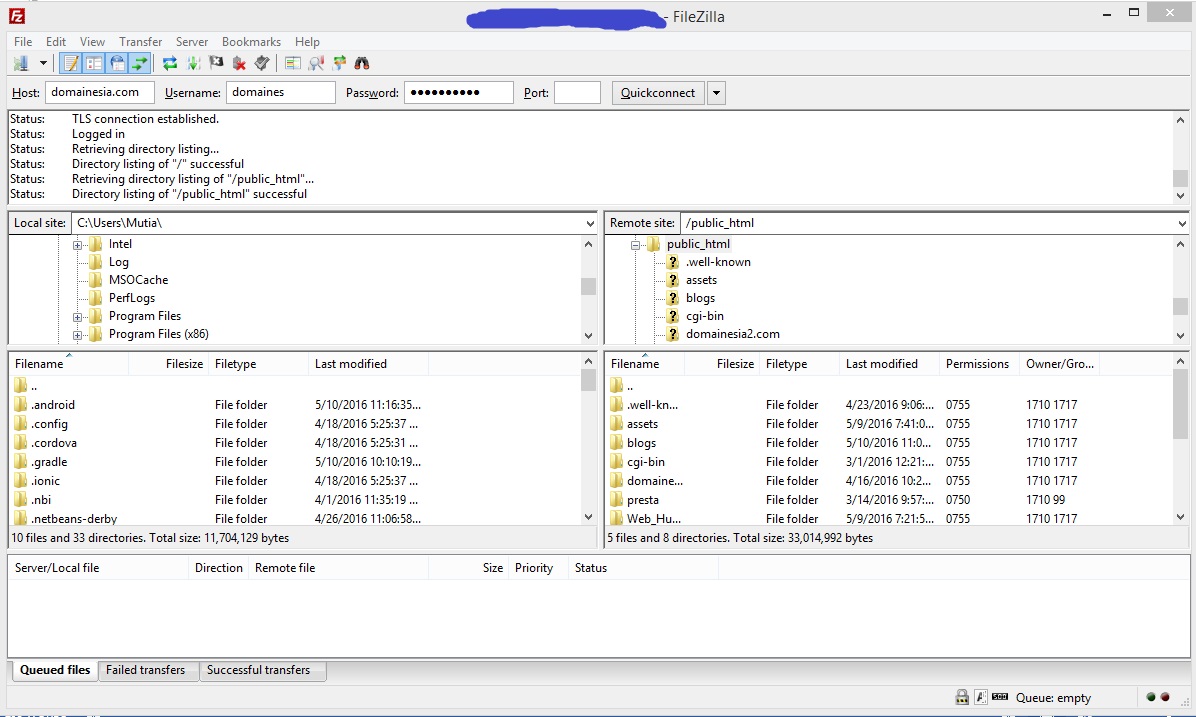 - FileZilla
File Edit View Transfer Server Bookmarks Help
Host: domainesia.com Username: domaines Password: ●●●●●●●●●● Port: Quickconnect
Status: TLS connection established.
Status: Logged in
Status: Retrieving directory listing...
Status: Directory listing of "/" successful
Status: Retrieving directory listing of "/public_html"...
Status: Directory listing of "/public_html" successful
Local site: C:\Users\Mutia\
Intel
Log
MSOCache
PerfLogs
Program Files
Program Files (x86)
Remote site: /public_html
public_html
.well-known
assets
blogs
cgi-bin
domainesia2.com
Filename Filesize Filetype Last modified
..
.android File folder 5/10/2016 11:16:35...
.config File folder 4/18/2016 5:25:37 ...
.cordova File folder 4/18/2016 5:25:31 ...
.gradle File folder 5/10/2016 10:10:19...
.ionic File folder 4/18/2016 5:25:37 ...
.nbi File folder 4/1/2016 11:35:19 ...
.netbeans-derby File folder 4/26/2016 11:06:58...
10 files and 33 directories. Total size: 11,704,129 bytes
Filename Filesize Filetype Last modified Permissions Owner/Gro...
..
.well-kn... File folder 4/23/2016 9:06:... 0755 1710 1717
assets File folder 5/9/2016 7:41:0... 0755 1710 1717
blogs File folder 5/10/2016 11:0... 0755 1710 1717
cgi-bin File folder 3/1/2016 12:21:... 0755 1710 1717
domaine... File folder 4/16/2016 10:2... 0755 1710 1717
presta File folder 3/14/2016 9:57:... 0750 1710 99
Web_Hu... File folder 5/9/2016 7:21:5... 0755 1710 1717
5 files and 8 directories. Total size: 33,014,992 bytes
Server/Local file Direction Remote file Size Priority Status
Queued files Failed transfers Successful transfers
Queue: empty